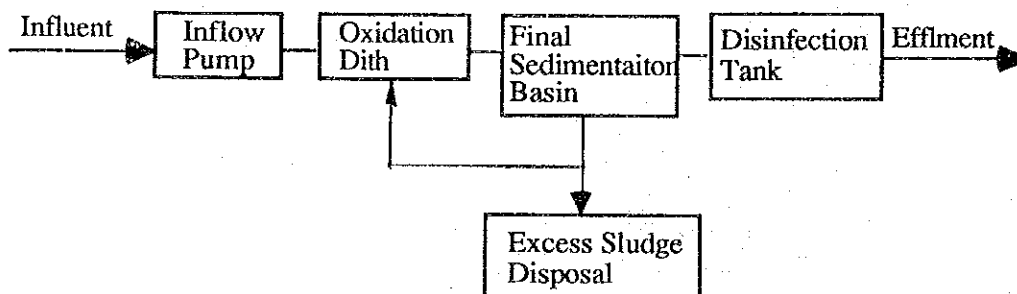 Influent
Inflow
Pump
Oxidation
Dith
Final
Sedimentaiton
Basin
Disinfection
Tank
Efflment
Excess Sludge
Disposal